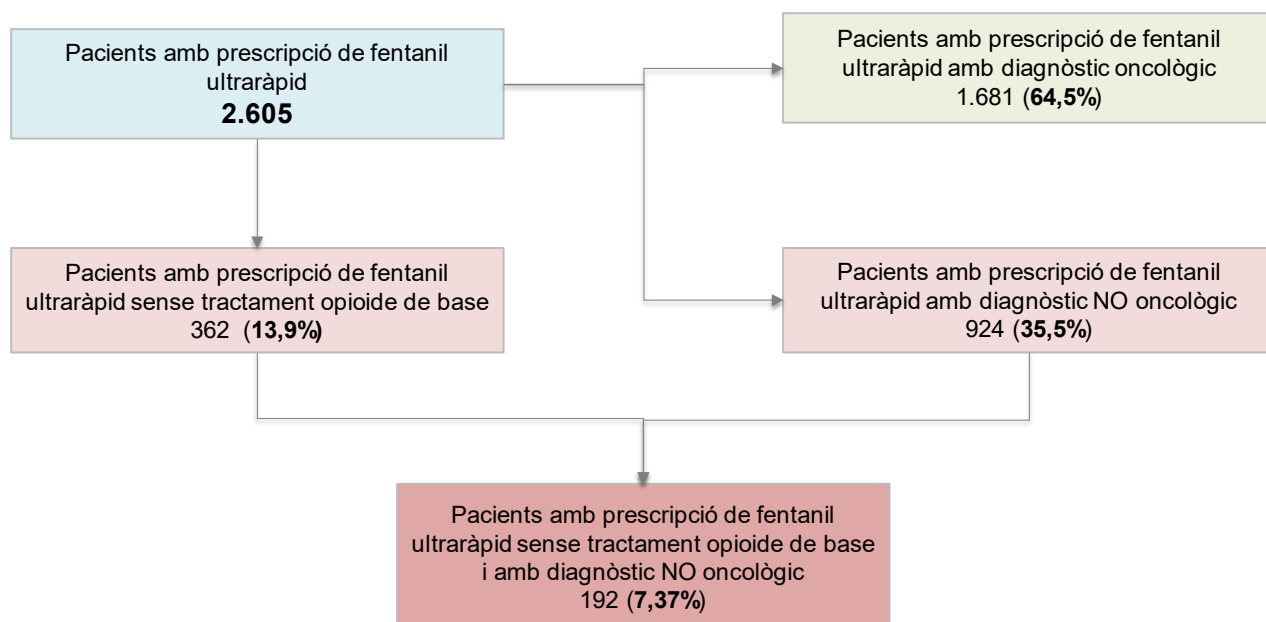 Pacients amb prescripció de fentanil
ultraràpid
2.605
Pacients amb prescripció de fentanil
ultraràpid amb diagnòstic oncològic
1.681 (64,5%)
Pacients amb prescripció de fentanil
ultraràpid sense tractament opioide de base
362 (13,9%)
Pacients amb prescripció de fentanil
ultraràpid amb diagnòstic NO oncològic
924 (35,5%)
Pacients amb prescripció de fentanil
ultraràpid sense tractament opioide de base
i amb diagnòstic NO oncològic
192 (7,37%)